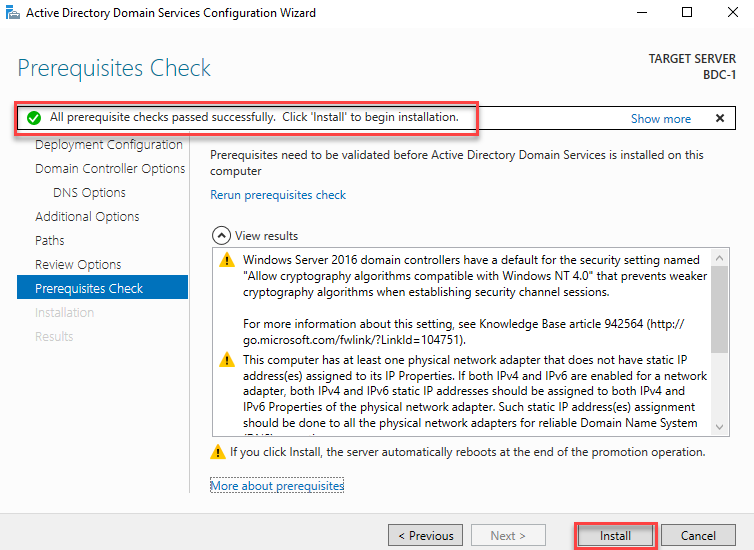 Active Directory Domain Services Configuration Wizard
Prerequisites Check
TARGET SERVER
BDC-1
All prerequisite checks passed successfully.  Click 'Install' to begin installation.
Show more
Deployment Configuration
Domain Controller Options
DNS Options
Additional Options
Paths
Review Options
Prerequisites Check
Installation
Results
Prerequisites need to be validated before Active Directory Domain Services is installed on this
computer
Rerun prerequisites check
View results
Windows Server 2016 domain controllers have a default for the security setting named
"Allow cryptography algorithms compatible with Windows NT 4.0" that prevents weaker
cryptography algorithms when establishing security channel sessions.
For more information about this setting, see Knowledge Base article 942564 (http://
go.microsoft.com/fwlink/?LinkId=104751).
This computer has at least one physical network adapter that does not have static IP
address(es) assigned to its IP Properties. If both IPv4 and IPv6 are enabled for a network
adapter, both IPv4 and IPv6 static IP addresses should be assigned to both IPv4 and
IPv6 Properties of the physical network adapter. Such static IP address(es) assignment
should be done to all the physical network adapters for reliable Domain Name System
If you click Install, the server automatically reboots at the end of the promotion operation.
More about prerequisites
< Previous
Next >
Install
Cancel